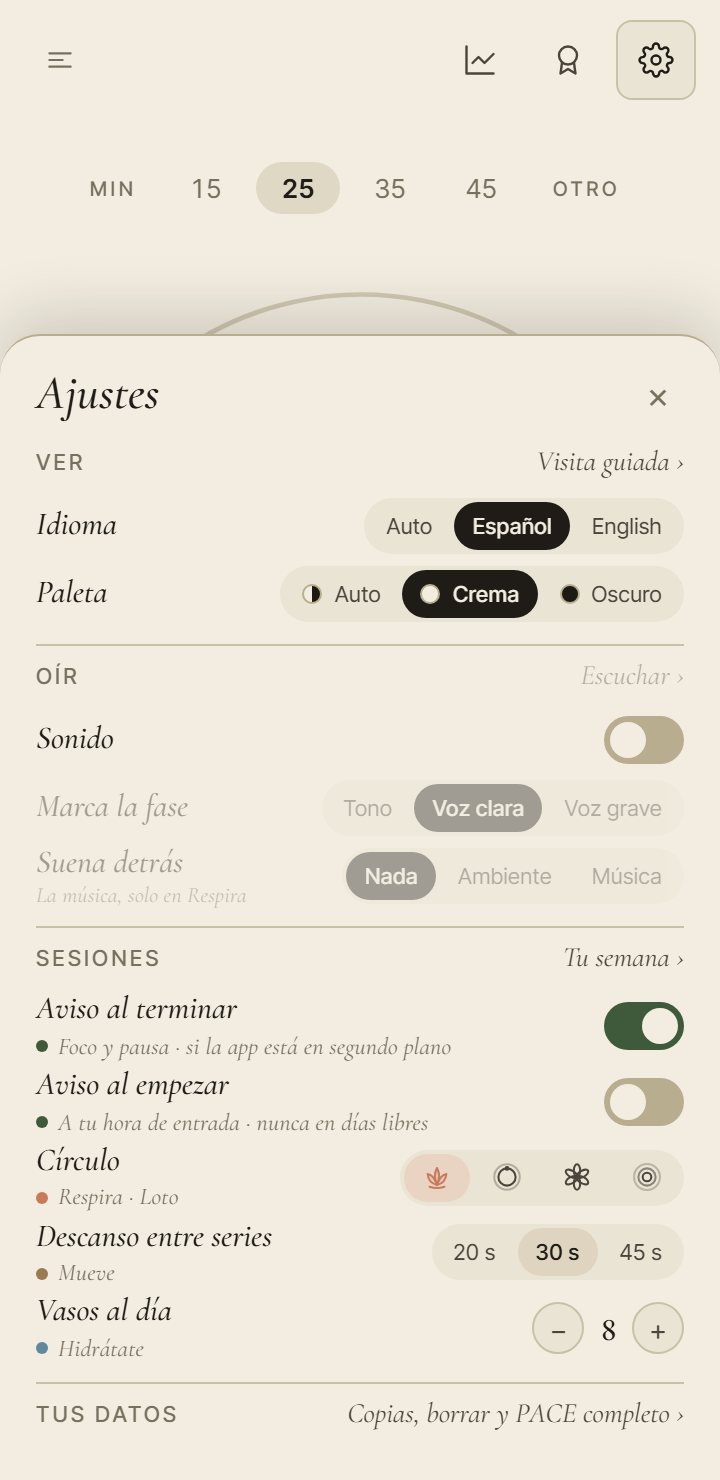 MIN 15 25 35 45 OTRO
Ajustes ×
VER Visita guiada ›
Idioma Auto Español English
Paleta Auto Crema Oscuro
OÍR Escuchar ›
Sonido
Marca la fase Tono Voz clara Voz grave
Suena detrás Nada Ambiente Música
La música, solo en Respira
SESIONES Tu semana ›
Aviso al terminar
Foco y pausa · si la app está en segundo plano
Aviso al empezar
A tu hora de entrada · nunca en días libres
Círculo
Respira · Loto
Descanso entre series 20 s 30 s 45 s
Mueve
Vasos al día − 8 +
Hidrátate
TUS DATOS Copias, borrar y PACE completo ›